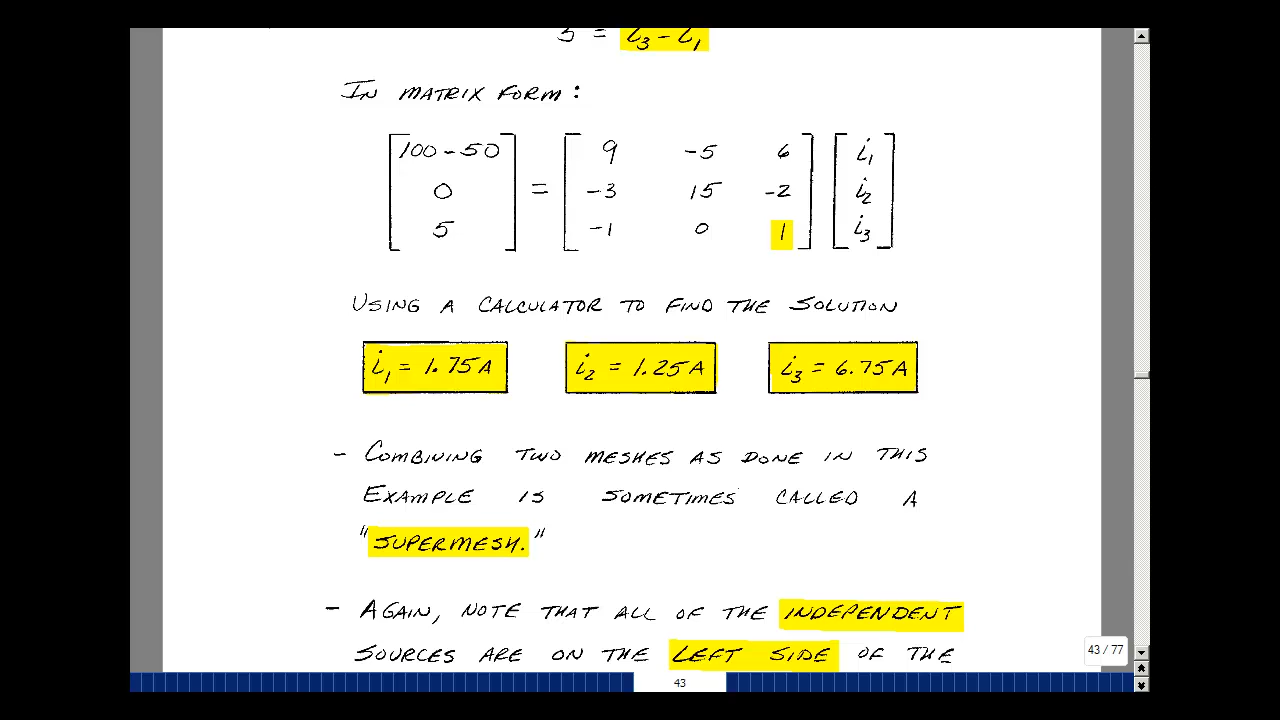 5 = i₃ - i₁
IN MATRIX FORM:
[100-50] = [9 -5 6] [i₁]
[0] [-3 15 -2] [i₂]
[5] [-1 0 1] [i₃]
USING A CALCULATOR TO FIND THE SOLUTION
i₁ = 1.75A i₂ = 1.25A i₃ = 6.75A
- COMBINING TWO MESHES AS DONE IN THIS
EXAMPLE IS SOMETIMES CALLED A
"SUPERMESH."
- AGAIN, NOTE THAT ALL OF THE INDEPENDENT
SOURCES ARE ON THE LEFT SIDE OF THE
43 / 77
43